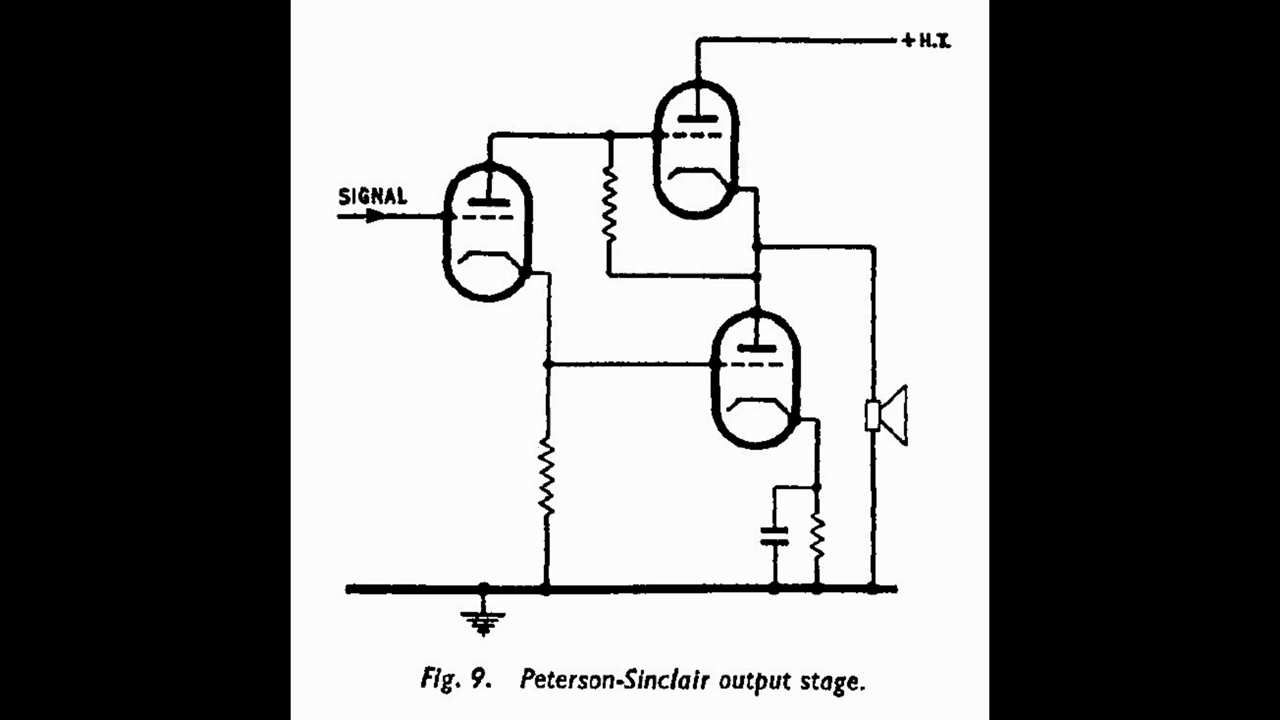 + H.T.
SIGNAL
Fig. 9. Peterson-Sinclair output stage.